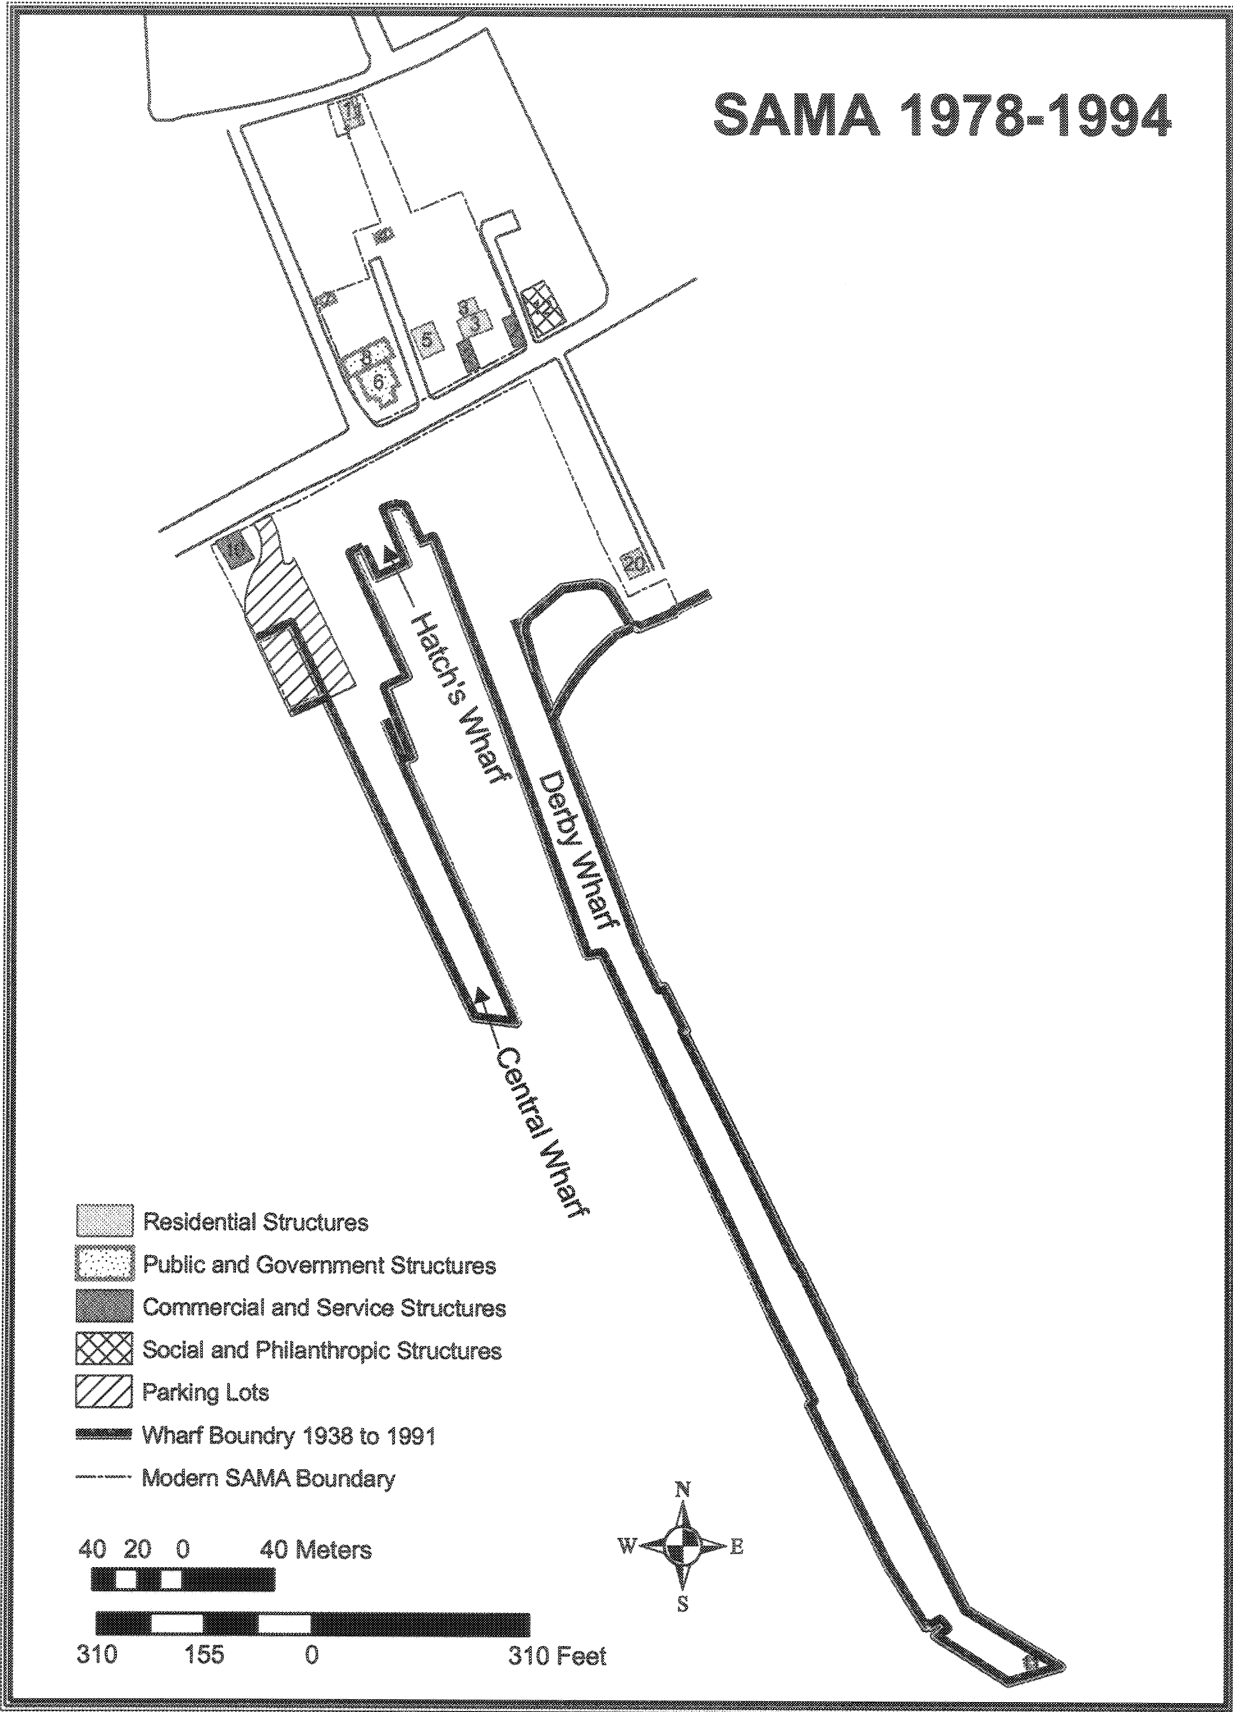 SAMA 1978-1994
12
3
5
8
6
20
Hatch's Wharf
Derby Wharf
Central Wharf
Residential Structures
Public and Government Structures
Commercial and Service Structures
Social and Philanthropic Structures
Parking Lots
Wharf Boundry 1938 to 1991
Modern SAMA Boundary
N
W E
S
40 20 0 40 Meters
310 155 0 310 Feet